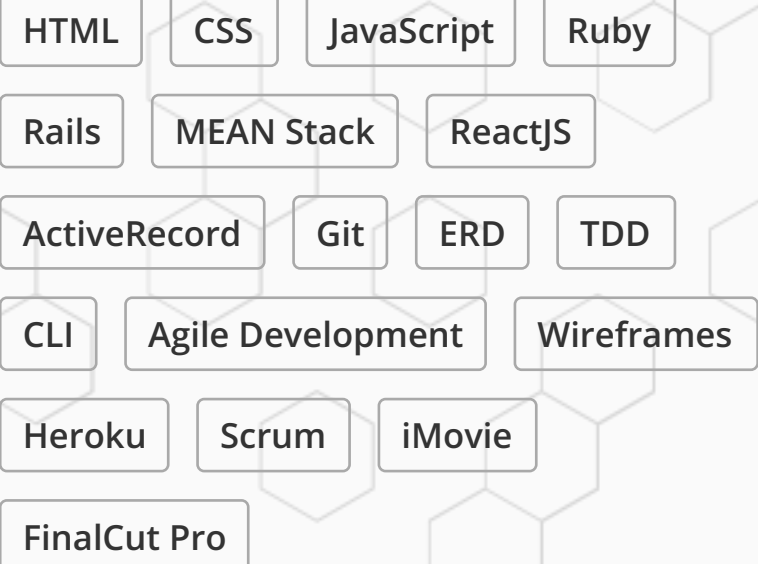 HTML CSS JavaScript Ruby
Rails MEAN Stack ReactJS
ActiveRecord Git ERD TDD
CLI Agile Development Wireframes
Heroku Scrum iMovie
FinalCut Pro